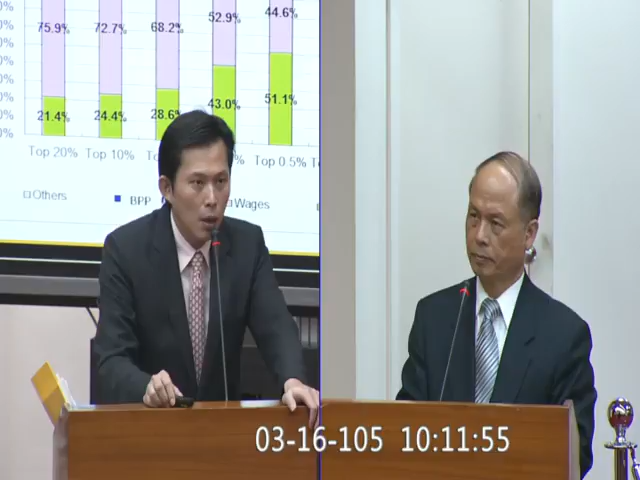 75.9% 72.7% 68.2% 52.9% 44.6%
21.4% 24.4% 28.6% 43.0% 51.1%
0%
Top 20% Top 10% Top 0.5%
Others BPP Wages
03-16-105 10:11:55